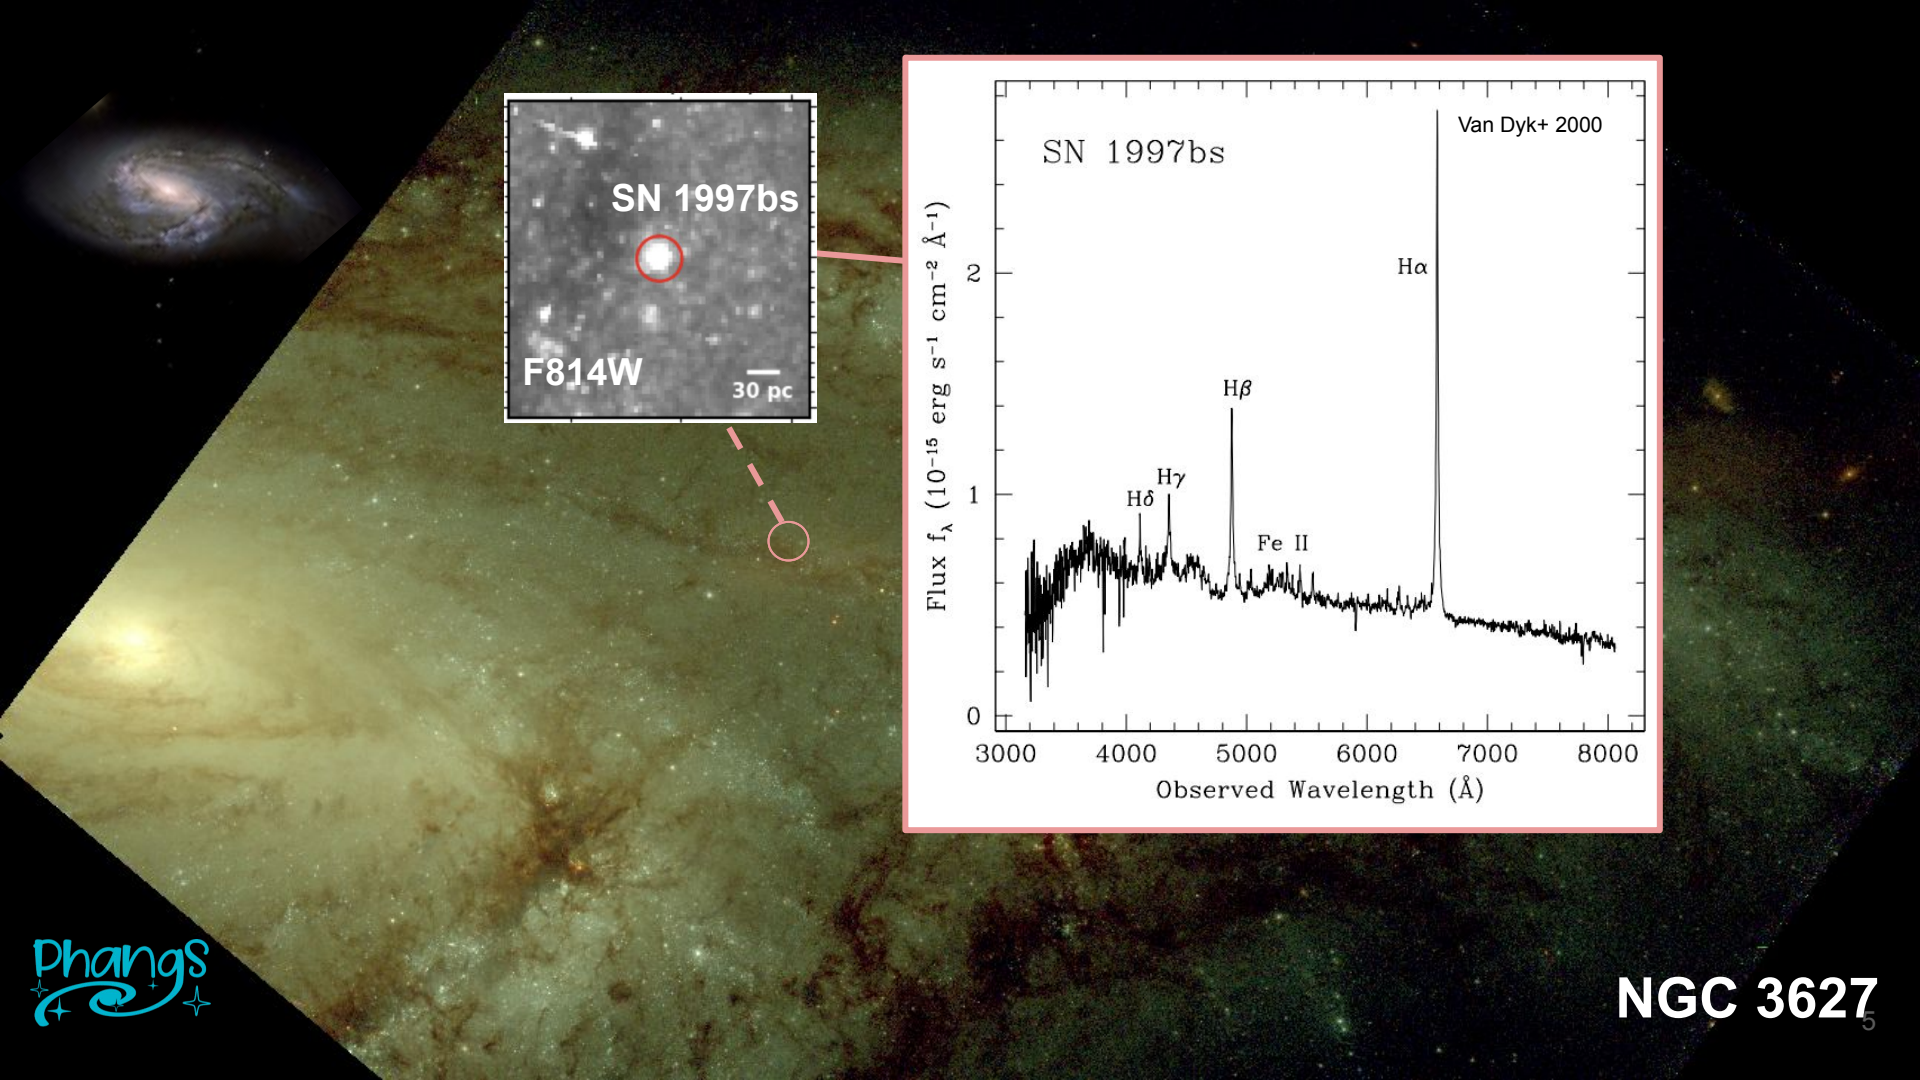 SN 1997bs
F814W
30 pc
Van Dyk+ 2000
SN 1997bs
Hα
Hβ
Hγ
Hδ
Fe II
2
1
0
Flux f_λ (10⁻¹⁵ erg s⁻¹ cm⁻² Å⁻¹)
3000 4000 5000 6000 7000 8000
Observed Wavelength (Å)
Phangs
NGC 3627
5